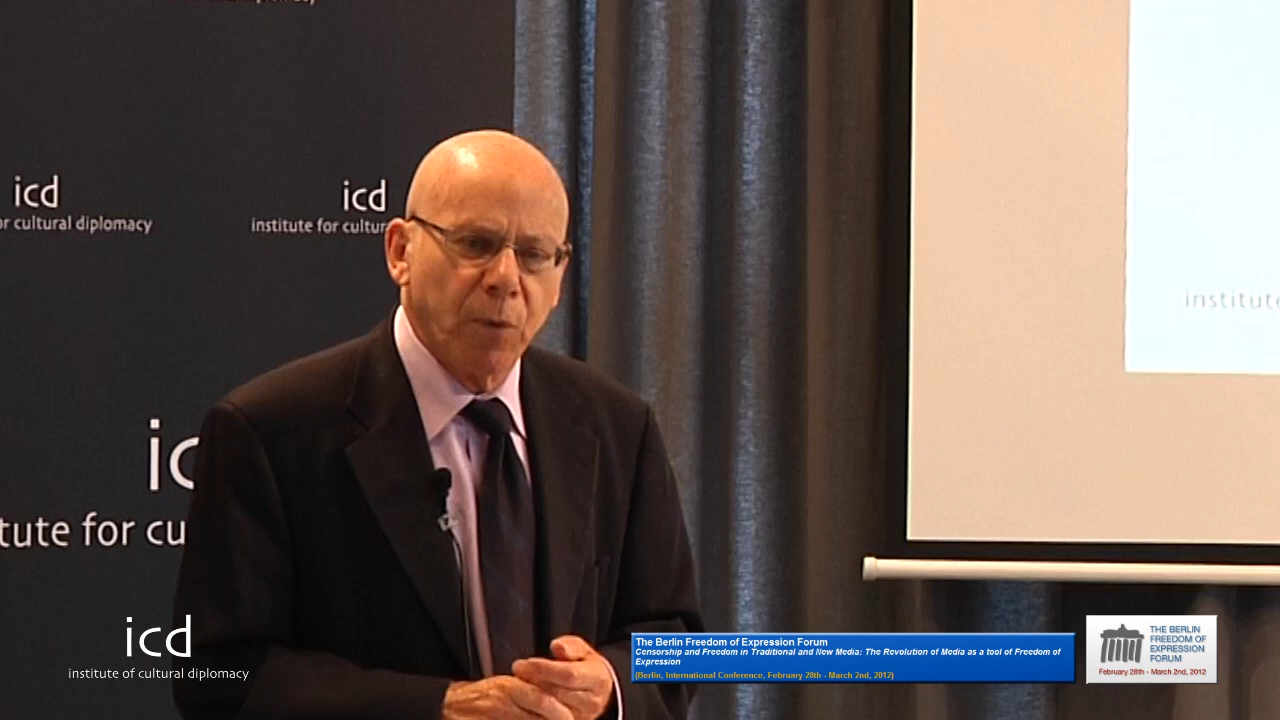 icd
or cultural diplomacy
icd
institute for cultur
institute
ic
tute for cu
icd
institute of cultural diplomacy
The Berlin Freedom of Expression Forum
Censorship and Freedom in Traditional and New Media: The Revolution of Media as a tool of Freedom of
Expression
(Berlin, International Conference, February 28th - March 2nd, 2012)
THE BERLIN
FREEDOM OF
EXPRESSION
FORUM
February 28th - March 2nd, 2012